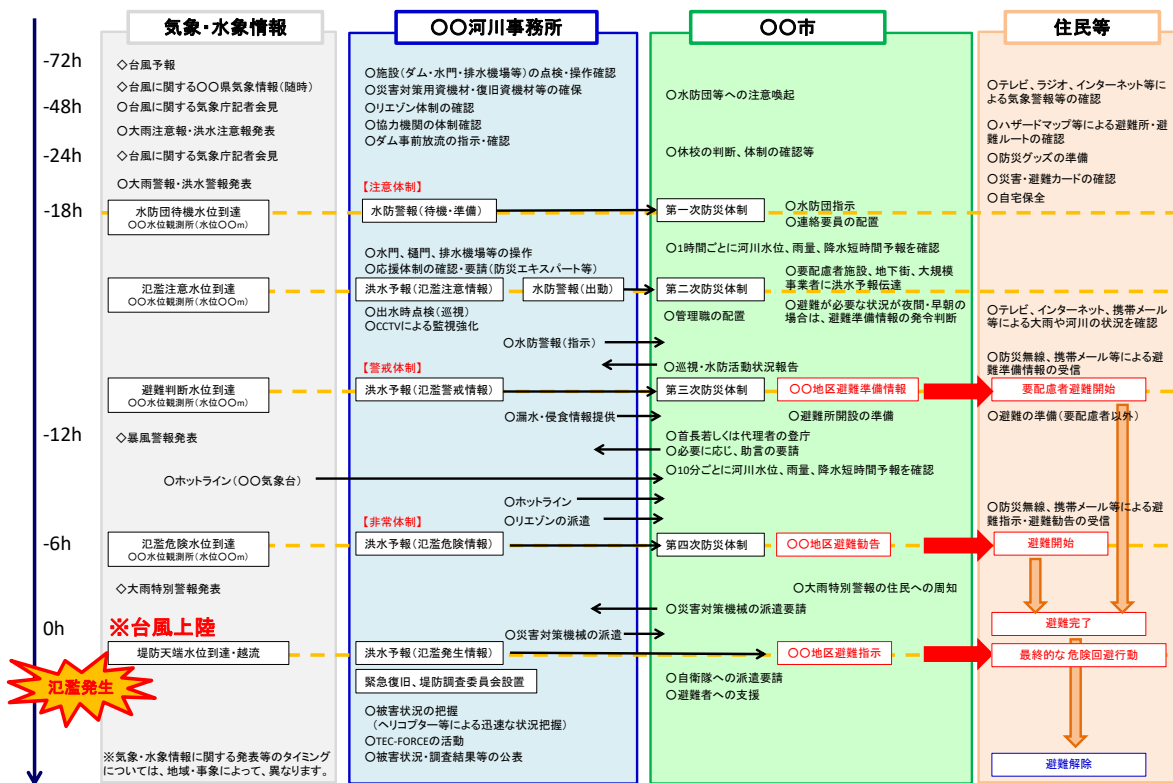 気象・水象情報
〇〇河川事務所
〇〇市
住民等
-72h
-48h
-24h
-18h
-12h
-6h
0h
氾濫発生
◇台風予報
◇台風に関する〇〇県気象情報(随時)
〇台風に関する気象庁記者会見
〇大雨注意報・洪水注意報発表
◇台風に関する気象庁記者会見
〇大雨警報・洪水警報発表
水防団待機水位到達
〇〇水位観測所(水位〇〇m)
氾濫注意水位到達
〇〇水位観測所(水位〇〇m)
避難判断水位到達
〇〇水位観測所(水位〇〇m)
◇暴風警報発表
〇ホットライン(〇〇気象台)
氾濫危険水位到達
〇〇水位観測所(水位〇〇m)
◇大雨特別警報発表
※台風上陸
堤防天端水位到達・越流
※気象・水象情報に関する発表等のタイミング
については、地域・事象によって、異なります。
〇施設(ダム・水門・排水機場等)の点検・操作確認
〇災害対策用資機材・復旧資機材等の確保
〇リエゾン体制の確認
〇協力機関の体制確認
〇ダム事前放流の指示・確認
【注意体制】
水防警報(待機・準備)
〇水門、樋門、排水機場等の操作
〇応援体制の確認・要請(防災エキスパート等)
洪水予報(氾濫注意情報)
水防警報(出動)
〇出水時点検(巡視)
〇CCTVによる監視強化
〇水防警報(指示)
【警戒体制】
洪水予報(氾濫警戒情報)
〇漏水・侵食情報提供
〇ホットライン
〇リエゾンの派遣
【非常体制】
洪水予報(氾濫危険情報)
〇災害対策機械の派遣
洪水予報(氾濫発生情報)
緊急復旧、堤防調査委員会設置
〇被害状況の把握
(ヘリコプター等による迅速な状況把握)
〇TEC-FORCEの活動
〇被害状況・調査結果等の公表
〇水防団等への注意喚起
〇休校の判断、体制の確認等
第一次防災体制
〇水防団指示
〇連絡要員の配置
〇1時間ごとに河川水位、雨量、降水短時間予報を確認
第二次防災体制
〇要配慮者施設、地下街、大規模
事業者に洪水予報伝達
〇管理職の配置
〇避難が必要な状況が夜間・早朝の
場合は、避難準備情報の発令判断
〇巡視・水防活動状況報告
第三次防災体制
〇〇地区避難準備情報
〇避難所開設の準備
〇首長若しくは代理者の登庁
〇必要に応じ、助言の要請
〇10分ごとに河川水位、雨量、降水短時間予報を確認
第四次防災体制
〇〇地区避難勧告
〇大雨特別警報の住民への周知
〇災害対策機械の派遣要請
〇〇地区避難指示
〇自衛隊への派遣要請
〇避難者への支援
〇テレビ、ラジオ、インターネット等に
よる気象警報等の確認
〇ハザードマップ等による避難所・避
難ルートの確認
〇防災グッズの準備
〇災害・避難カードの確認
〇自宅保全
〇テレビ、インターネット、携帯メール
等による大雨や河川の状況を確認
〇防災無線、携帯メール等による避
難準備情報の受信
要配慮者避難開始
〇避難の準備(要配慮者以外)
〇防災無線、携帯メール等による避
難指示・避難勧告の受信
避難開始
避難完了
最終的な危険回避行動
避難解除